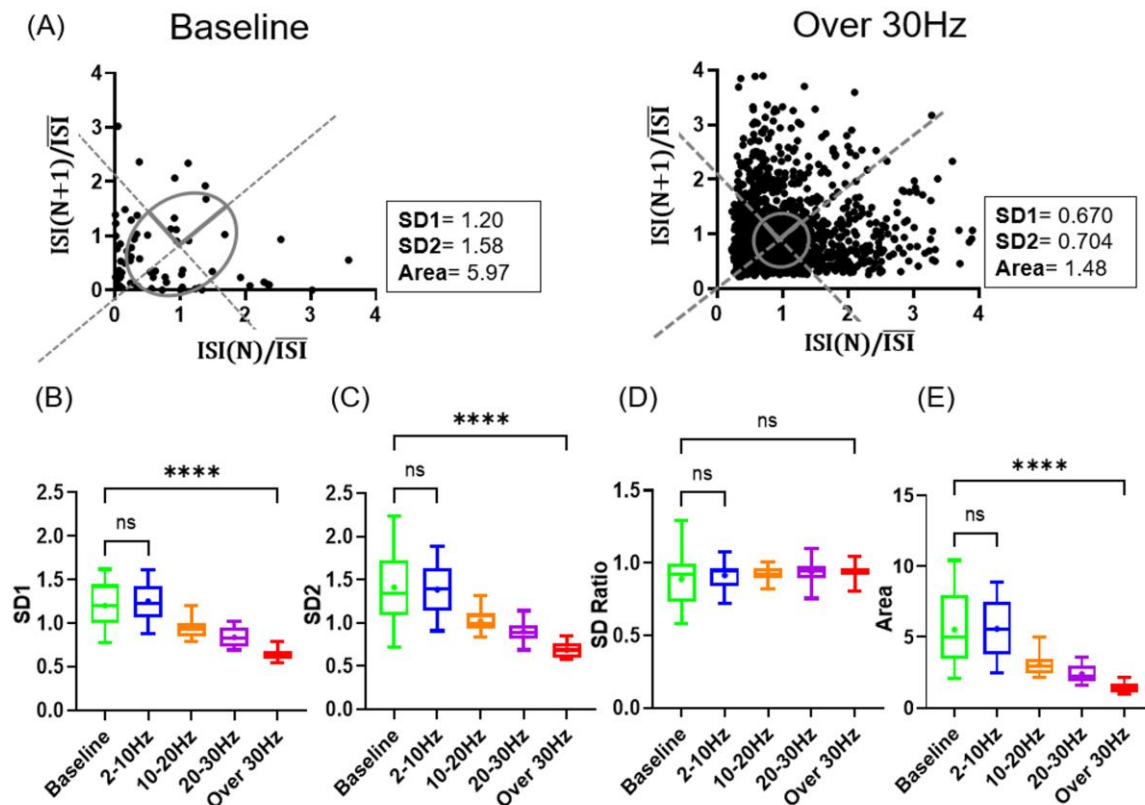 (A)
Baseline
Over 30Hz
ISI(N+1)/ISI
4
3
2
1
0
0 1 2 3 4
ISI(N)/ISI
SD1= 1.20
SD2= 1.58
Area= 5.97
ISI(N+1)/ISI
4
3
2
1
0
0 1 2 3 4
ISI(N)/ISI
SD1= 0.670
SD2= 0.704
Area= 1.48
(B)
****
ns
SD1
2.5
2.0
1.5
1.0
0.5
0.0
Baseline
2-10Hz
10-20Hz
20-30Hz
Over 30Hz
(C)
****
ns
SD2
2.5
2.0
1.5
1.0
0.5
0.0
Baseline
2-10Hz
10-20Hz
20-30Hz
Over 30Hz
(D)
ns
ns
SD Ratio
1.5
1.0
0.5
0.0
Baseline
2-10Hz
10-20Hz
20-30Hz
Over 30Hz
(E)
****
ns
Area
15
10
5
0
Baseline
2-10Hz
10-20Hz
20-30Hz
Over 30Hz